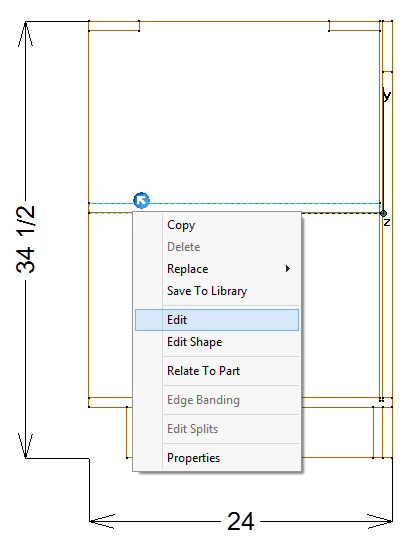 y
34 1/2
z
Copy
Delete
Replace
Save To Library
Edit
Edit Shape
Relate To Part
Edge Banding
Edit Splits
Properties
24